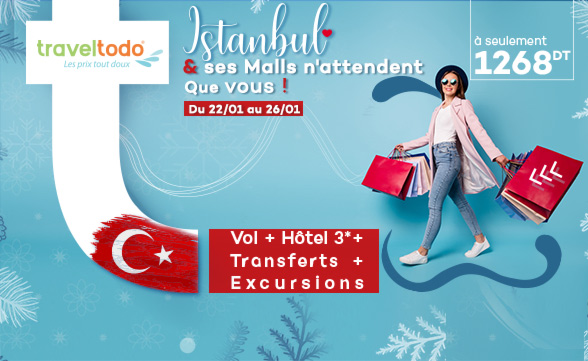 traveltodo
Les prix tout doux
Istanbul
& ses Malls n'attendent
Que vous !
Du 22/01 au 26/01
à seulement
1268DT
Vol + Hôtel 3*+
Transferts +
Excursions